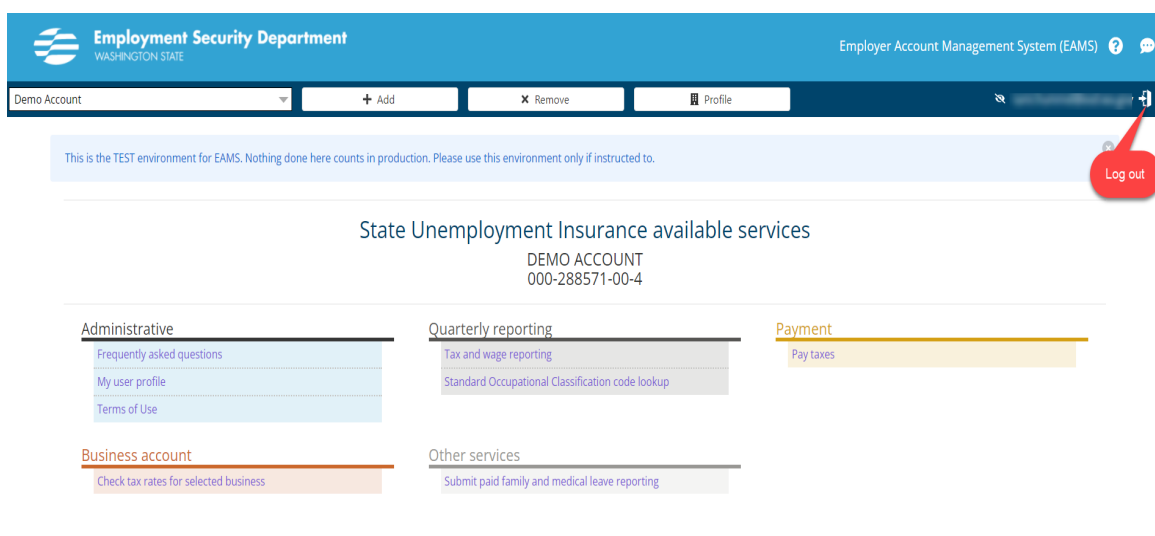 Employment Security Department
WASHINGTON STATE
Employer Account Management System (EAMS) ?
Demo Account
+ Add
x Remove
Profile
Log out
This is the TEST environment for EAMS. Nothing done here counts in production. Please use this environment only if instructed to.
State Unemployment Insurance available services
DEMO ACCOUNT
000-288571-00-4
Administrative
Frequently asked questions
My user profile
Terms of Use
Quarterly reporting
Tax and wage reporting
Standard Occupational Classification code lookup
Payment
Pay taxes
Business account
Check tax rates for selected business
Other services
Submit paid family and medical leave reporting